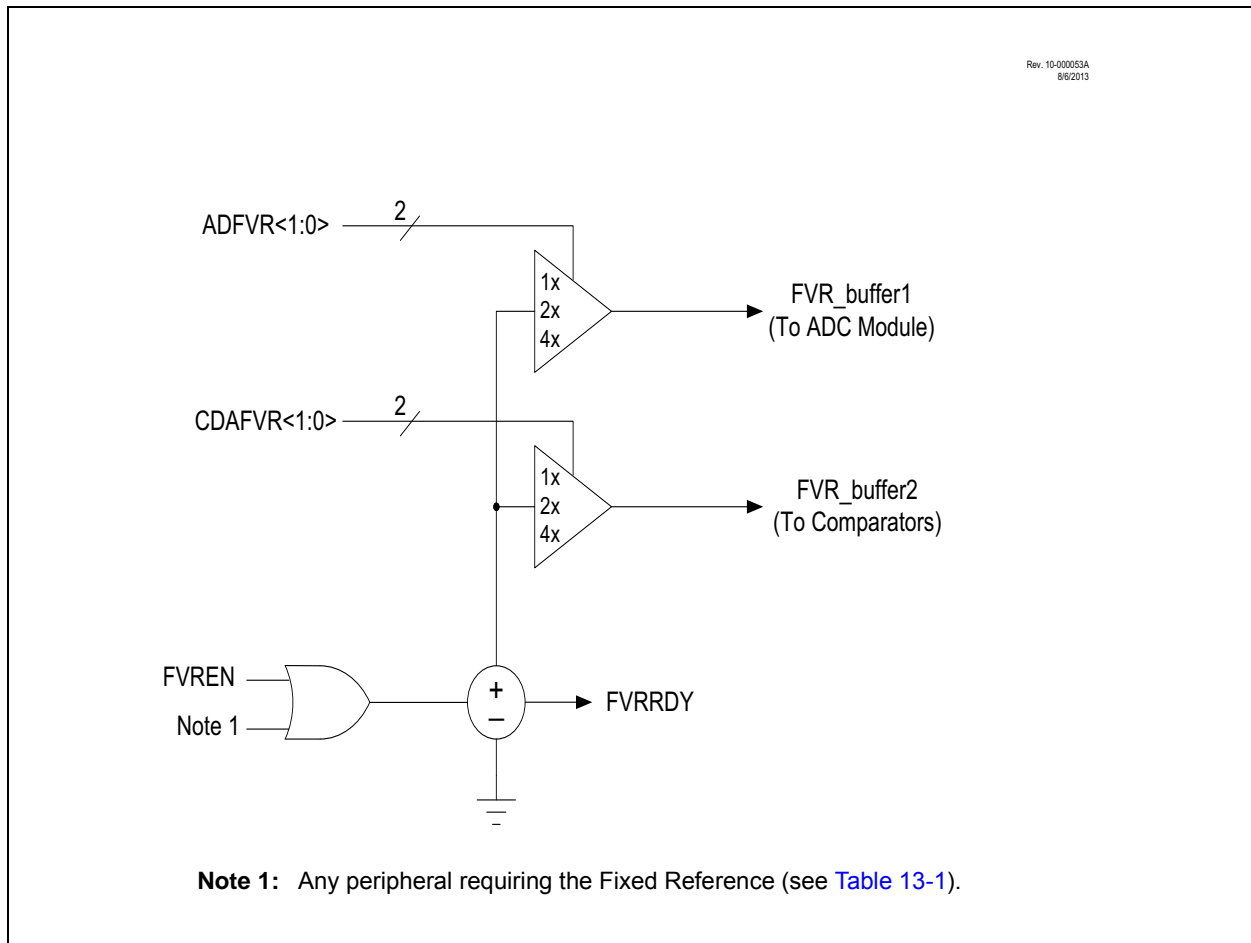 Rev. 10-000053A
8/6/2013
ADFVR<1:0>
2
1x
2x
4x
FVR_buffer1
(To ADC Module)
CDAFVR<1:0>
2
1x
2x
4x
FVR_buffer2
(To Comparators)
FVREN
Note 1
+
–
FVRRDY
Note 1: Any peripheral requiring the Fixed Reference (see Table 13-1).